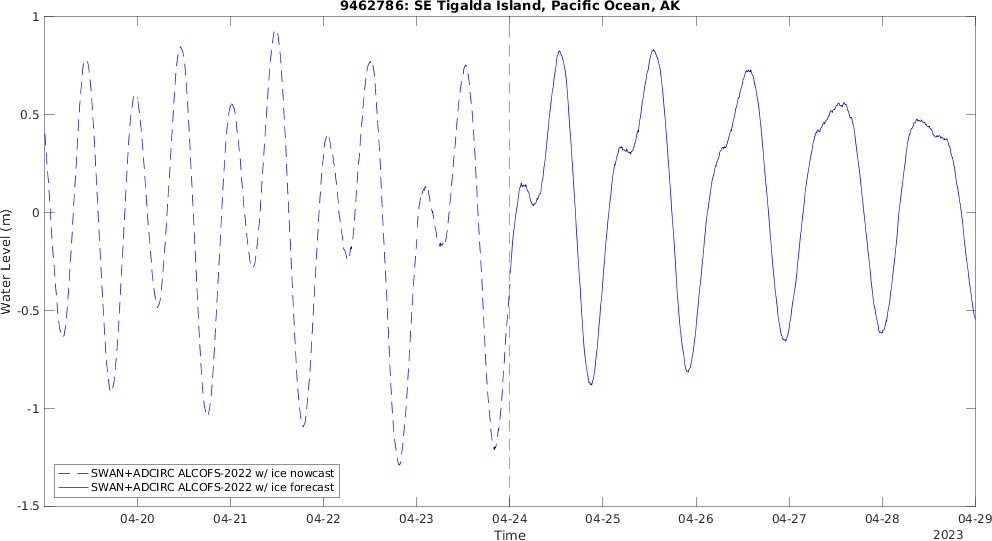 9462786: SE Tigalda Island, Pacific Ocean, AK
1
0.5
0
-0.5
-1
-1.5
Water Level (m)
SWAN+ADCIRC ALCOFS-2022 w/ ice nowcast
SWAN+ADCIRC ALCOFS-2022 w/ ice forecast
04-20 04-21 04-22 04-23 04-24 04-25 04-26 04-27 04-28 04-29
Time
2023